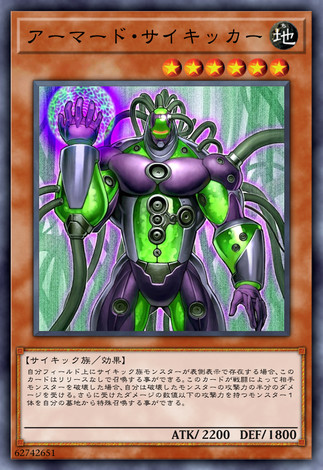 アーマード・サイキッカー
地
【サイキック族／効果】
自分フィールド上にサイキック族モンスターが表側表示で存在する場合、こ
のカードはリリースなしで召喚する事ができる。このカードが戦闘によって相手
モンスターを破壊した場合、自分は破壊したモンスターの攻撃力の半分のダメー
ジを受ける。さらに受けたダメージの数値以下の攻撃力を持つモンスター１
体を自分の墓地から特殊召喚する事ができる。
ATK/ 2200 DEF/1800
62742651